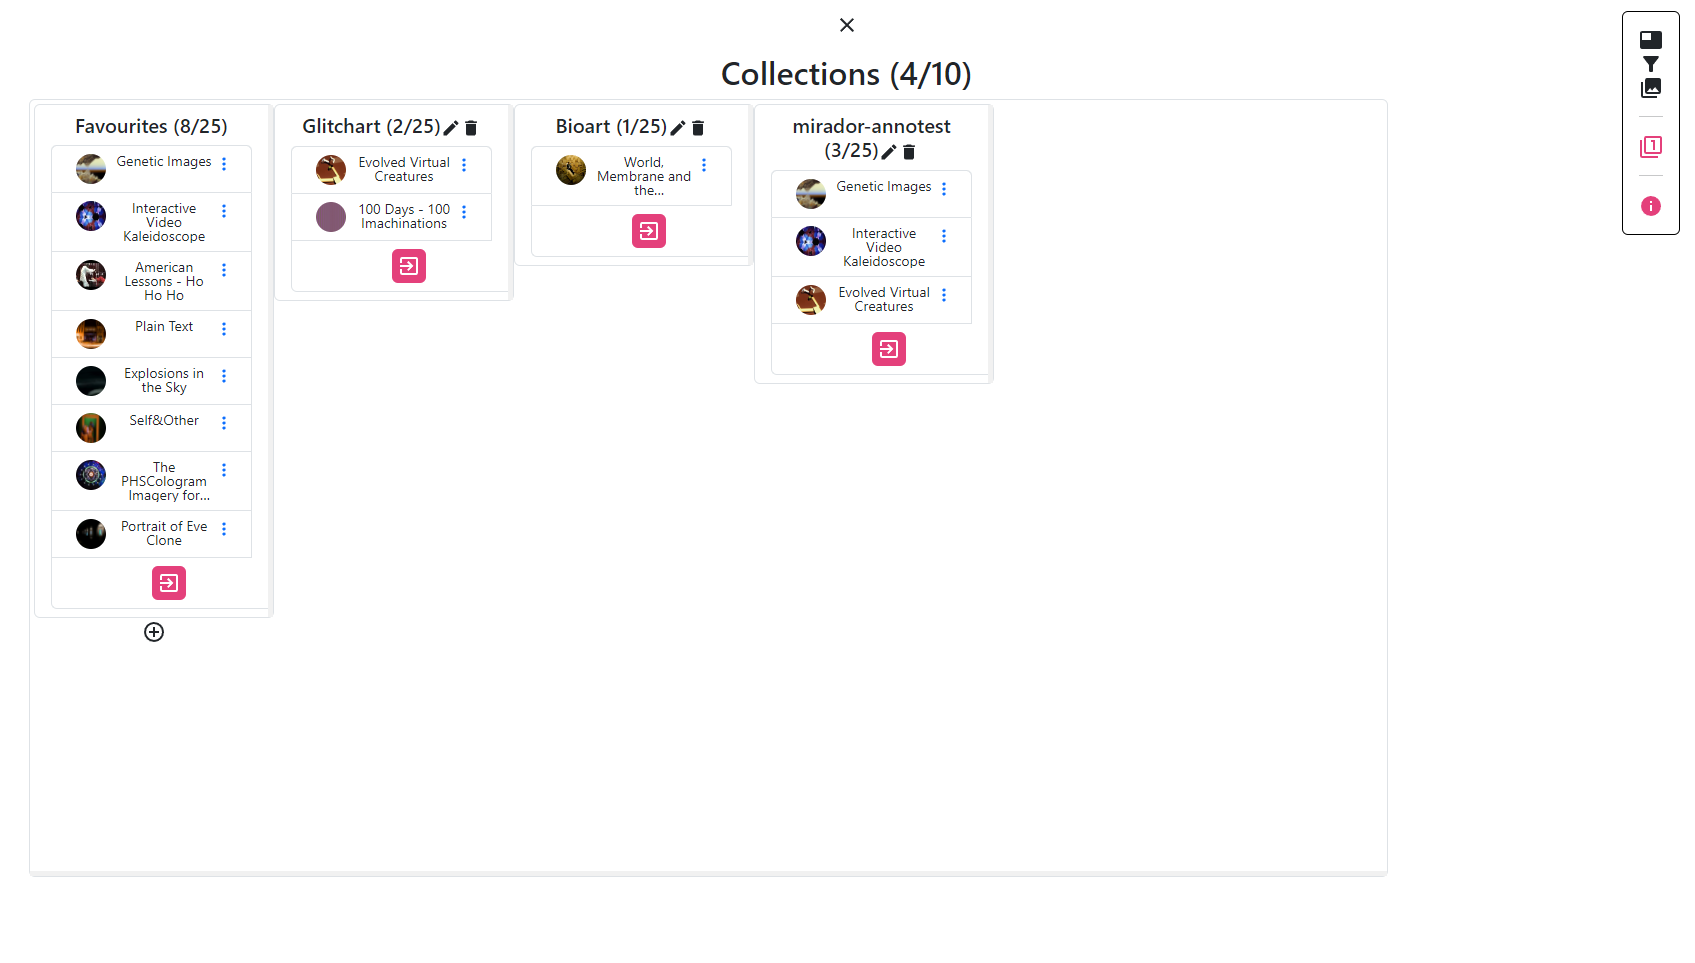 Collections (4/10)
Favourites (8/25)
Genetic Images
Interactive
Video
Kaleidoscope
American
Lessons - Ho
Ho Ho
Plain Text
Explosions in
the Sky
Self&Other
The
PHSCologram
Imagery for...
Portrait of Eve
Clone
Glitchart (2/25)
Evolved Virtual
Creatures
100 Days - 100
Imachinations
Bioart (1/25)
World,
Membrane and
the...
mirador-annotest
(3/25)
Genetic Images
Interactive
Video
Kaleidoscope
Evolved Virtual
Creatures
1
i